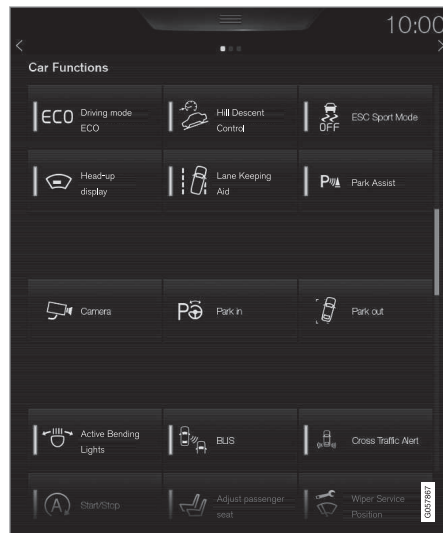 10:00
Car Functions
ECO
Driving mode
ECO
Hill Descent
Control
OFF
ESC Sport Mode
Head-up
display
Lane Keeping
Aid
P
Park Assist
Camera
P
Park in
Park out
Active Bending
Lights
BLIS
Cross Traffic Alert
A
Start/Stop
Adjust passenger
seat
Wiper Service
Position
G057867